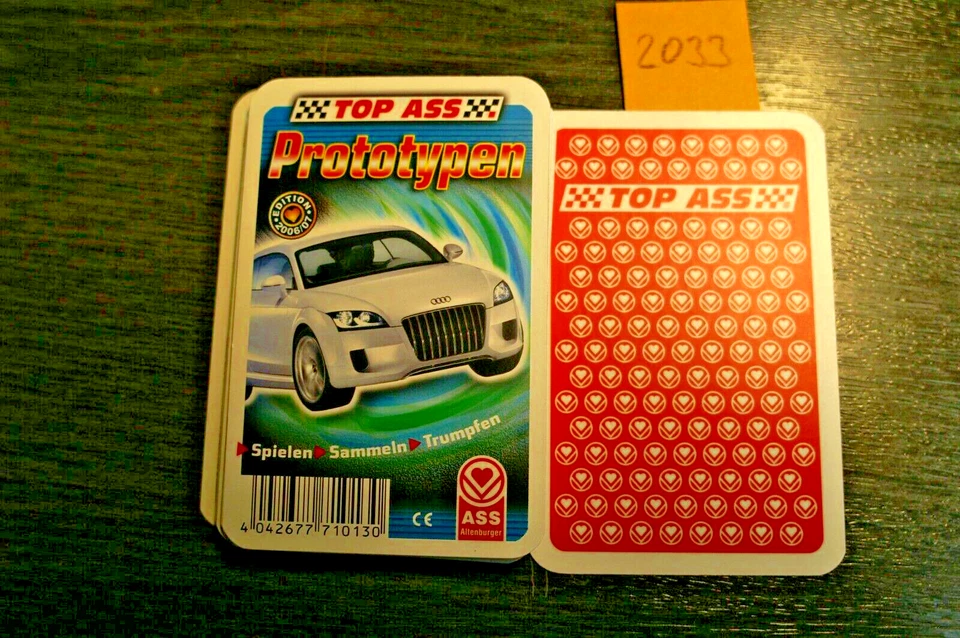 2033
TOP ASS
Prototypen
EDITION
2006/07
Spielen Sammeln Trumpfen
4 042677 710130
CE
ASS
Altenburger
TOP ASS